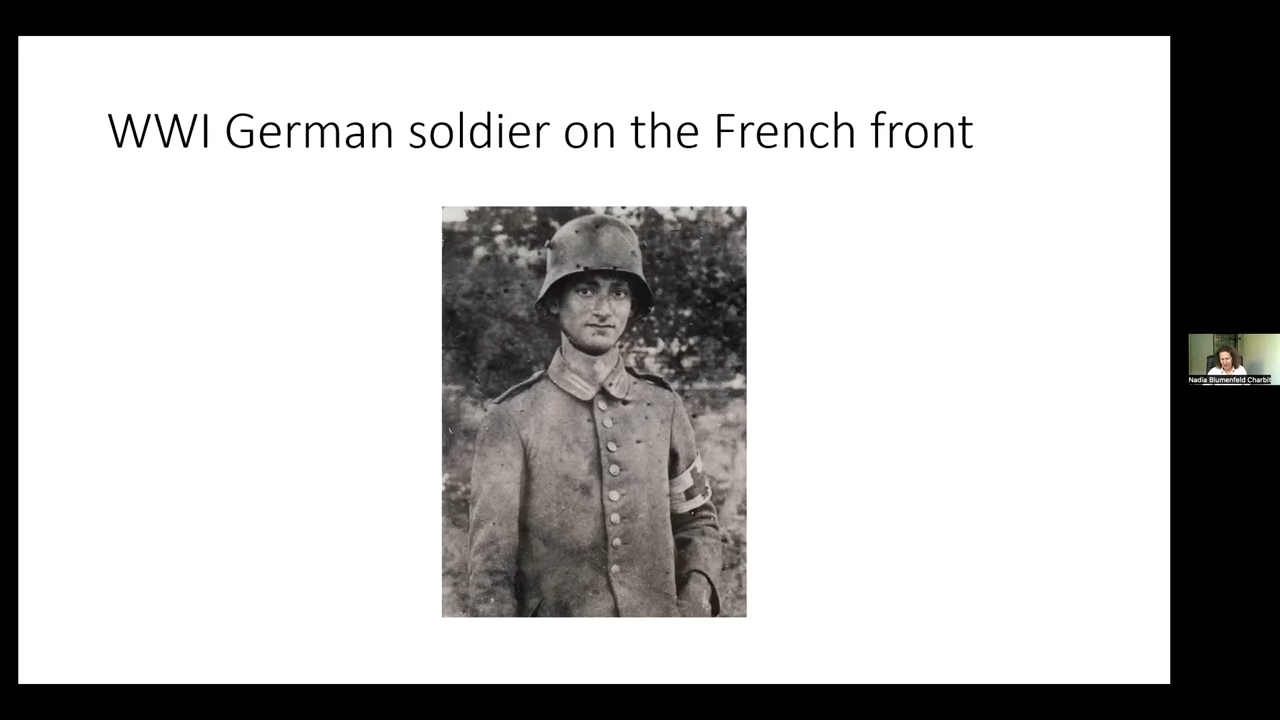 WWI German soldier on the French front
Nadia Blumenfeld Charbit